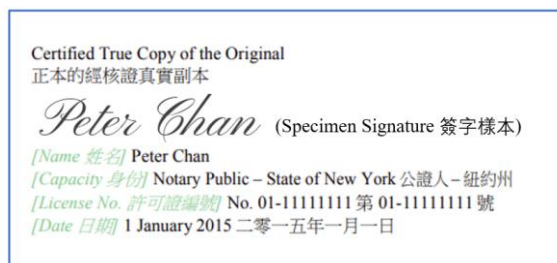 Certified True Copy of the Original
正本的經核證真實副本
Peter Chan (Specimen Signature 簽字樣本)
[Name 姓名] Peter Chan
[Capacity 身份] Notary Public – State of New York 公證人 – 紐約州
[License No. 許可證編號] No. 01-11111111 第 01-11111111 號
[Date 日期] 1 January 2015 二零一五年一月一日